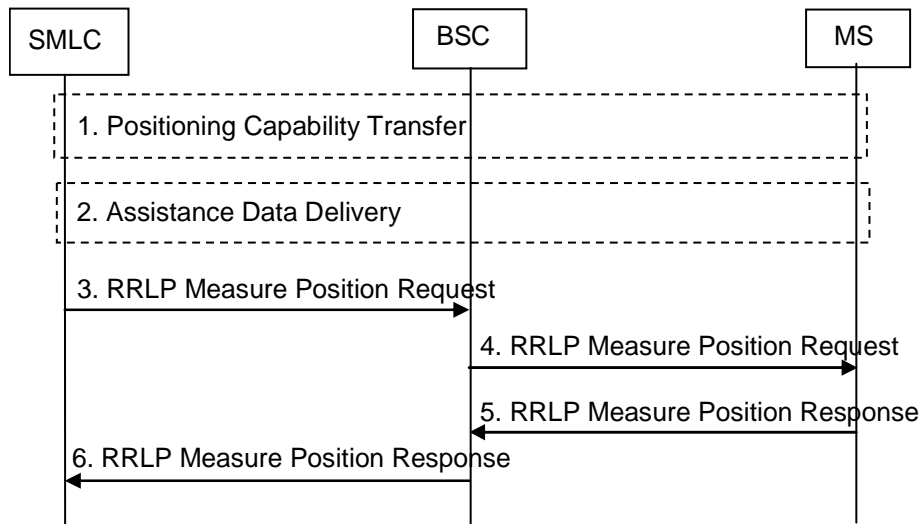 SMLC
BSC
MS
1. Positioning Capability Transfer
2. Assistance Data Delivery
3. RRLP Measure Position Request
4. RRLP Measure Position Request
5. RRLP Measure Position Response
6. RRLP Measure Position Response